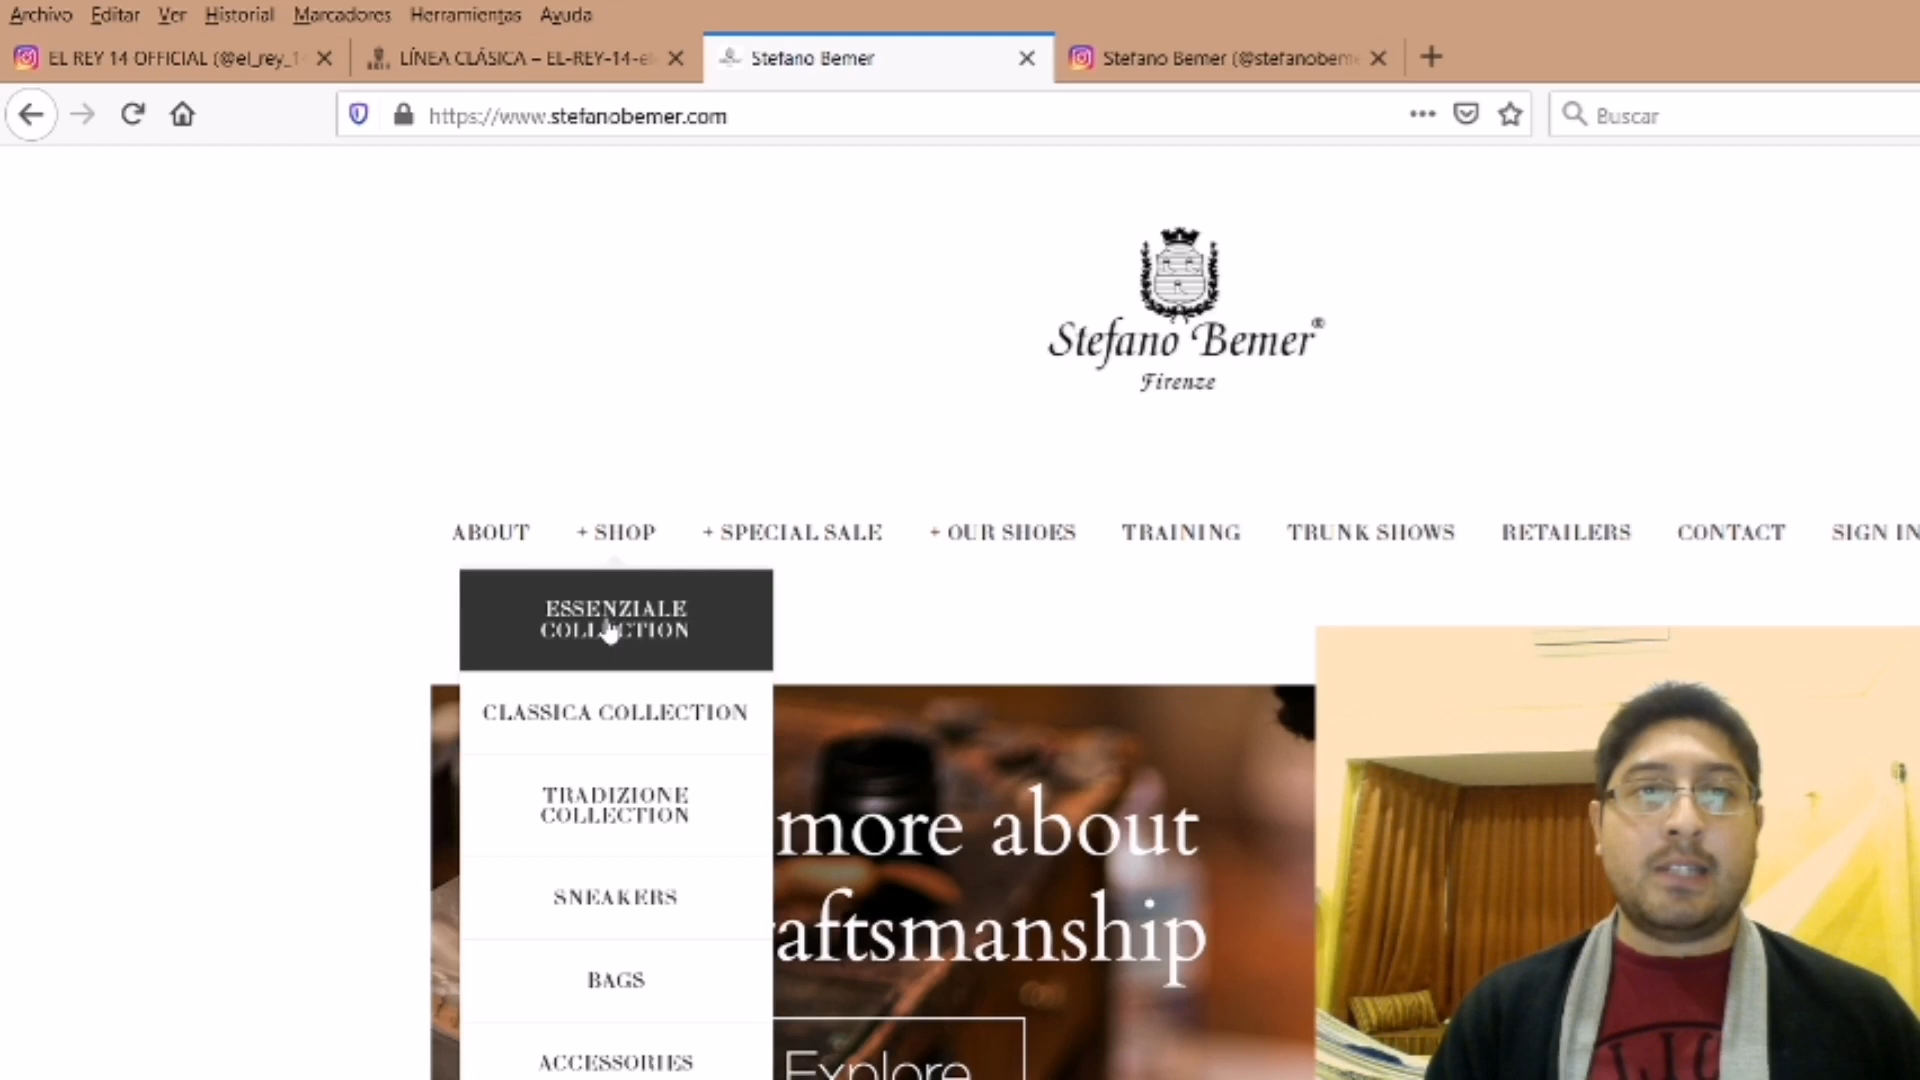 Archivo Editar Ver Historial Marcadores Herramientas Ayuda
EL REY 14 OFFICIAL (@el_rey_1
LÍNEA CLÁSICA – EL-REY-14-el
Stefano Bemer
Stefano Bemer (@stefanobeme
https://www.stefanobemer.com
Buscar
Stefano Bemer®
Firenze
ABOUT + SHOP + SPECIAL SALE + OUR SHOES TRAINING TRUNK SHOWS RETAILERS CONTACT SIGN IN
ESSENZIALE
COLLECTION
CLASSICA COLLECTION
TRADIZIONE
COLLECTION
SNEAKERS
BAGS
ACCESSORIES
more about
raftsmanship
Explore